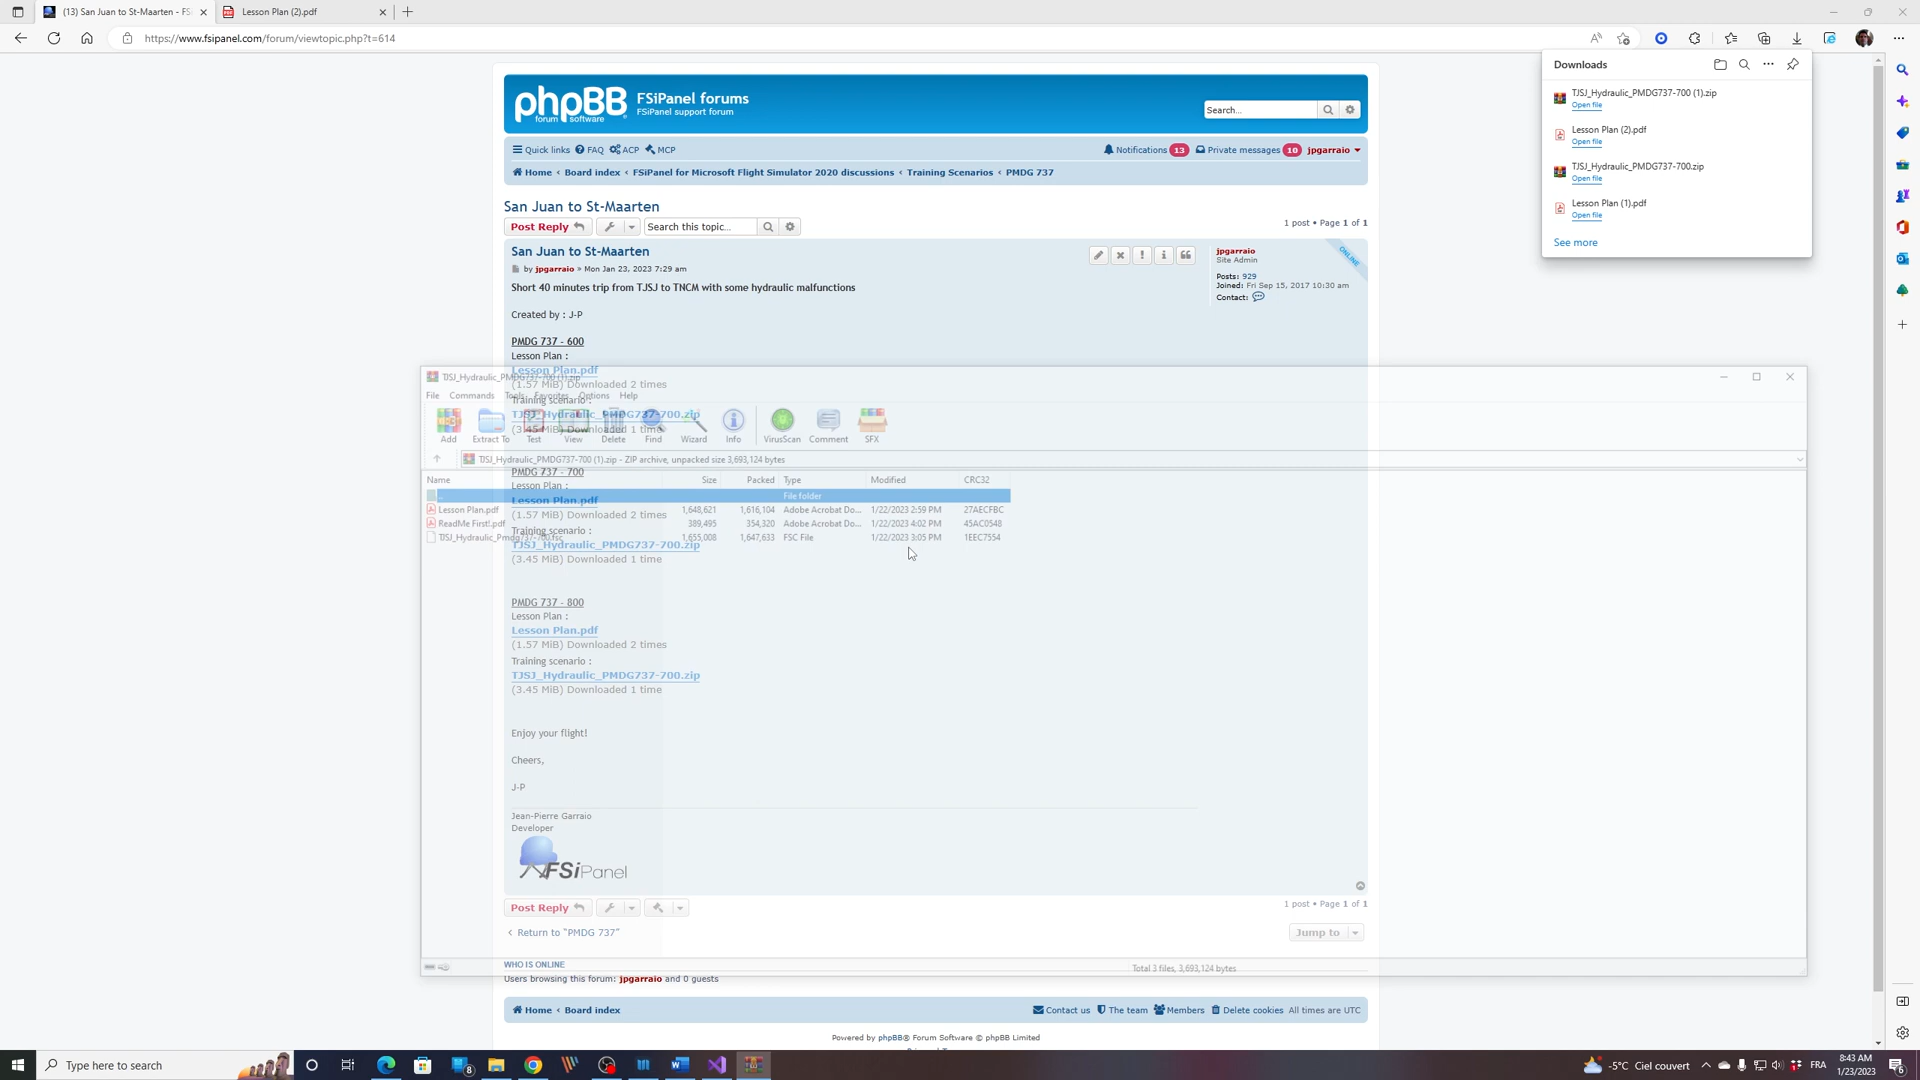 (13) San Juan to St-Maarten - FS
Lesson Plan (2).pdf
https://www.fsipanel.com/forum/viewtopic.php?t=614
Downloads
TJSJ_Hydraulic_PMDG737-700 (1).zip
Open file
Lesson Plan (2).pdf
Open file
TJSJ_Hydraulic_PMDG737-700.zip
Open file
Lesson Plan (1).pdf
Open file
See more
phpBB
forum software
FSiPanel forums
FSiPanel support forum
Search...
Quick links FAQ ACP MCP
Notifications 13 Private messages 10 jpgarraio
Home ‹ Board index ‹ FSiPanel for Microsoft Flight Simulator 2020 discussions ‹ Training Scenarios ‹ PMDG 737
San Juan to St-Maarten
Post Reply Search this topic...
1 post • Page 1 of 1
San Juan to St-Maarten
by jpgarraio » Mon Jan 23, 2023 7:29 am
Short 40 minutes trip from TJSJ to TNCM with some hydraulic malfunctions
Created by : J-P
jpgarraio
Site Admin
Posts: 929
Joined: Fri Sep 15, 2017 10:30 am
Contact:
ONLINE
PMDG 737 - 600
Lesson Plan :
Lesson Plan.pdf
(1.57 MiB) Downloaded 2 times
Training scenario :
TJSJ_Hydraulic_PMDG737-700.zip
(3.45 MiB) Downloaded 1 time
PMDG 737 - 700
Lesson Plan :
Lesson Plan.pdf
(1.57 MiB) Downloaded 2 times
Training scenario :
TJSJ_Hydraulic_PMDG737-700.zip
(3.45 MiB) Downloaded 1 time
PMDG 737 - 800
Lesson Plan :
Lesson Plan.pdf
(1.57 MiB) Downloaded 2 times
Training scenario :
TJSJ_Hydraulic_PMDG737-700.zip
(3.45 MiB) Downloaded 1 time
Enjoy your flight!
Cheers,
J-P
Jean-Pierre Garraio
Developer
FSiPanel
TJSJ_Hydraulic_PMDG737-700 (1).zip
File Commands Tools Favorites Options Help
Add Extract To Test View Delete Find Wizard Info VirusScan Comment SFX
TJSJ_Hydraulic_PMDG737-700 (1).zip - ZIP archive, unpacked size 3,693,124 bytes
Name Size Packed Type Modified CRC32
.. File folder
Lesson Plan.pdf 1,648,621 1,616,104 Adobe Acrobat Do... 1/22/2023 2:59 PM 27AECFBC
ReadMe First!.pdf 389,495 354,320 Adobe Acrobat Do... 1/22/2023 4:02 PM 45AC0548
TJSJ_Hydraulic_Pmdg737-700.fsc 1,655,008 1,647,633 FSC File 1/22/2023 3:05 PM 1EEC7554
Total 3 files, 3,693,124 bytes
Post Reply
1 post • Page 1 of 1
Return to "PMDG 737"
Jump to
WHO IS ONLINE
Users browsing this forum: jpgarraio and 0 guests
Home ‹ Board index
Contact us The team Members Delete cookies All times are UTC
Powered by phpBB® Forum Software © phpBB Limited
Type here to search
8
-5°C Ciel couvert
FRA
8:43 AM
1/23/2023
6